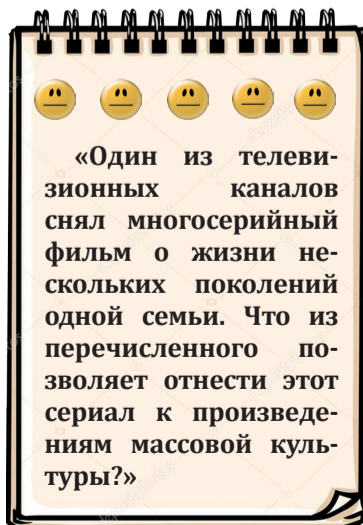 «Один из телеви-
зионных каналов
снял многосерийный
фильм о жизни не-
скольких поколений
одной семьи. Что из
перечисленного по-
зволяет отнести этот
сериал к произведе-
ниям массовой куль-
туры?»